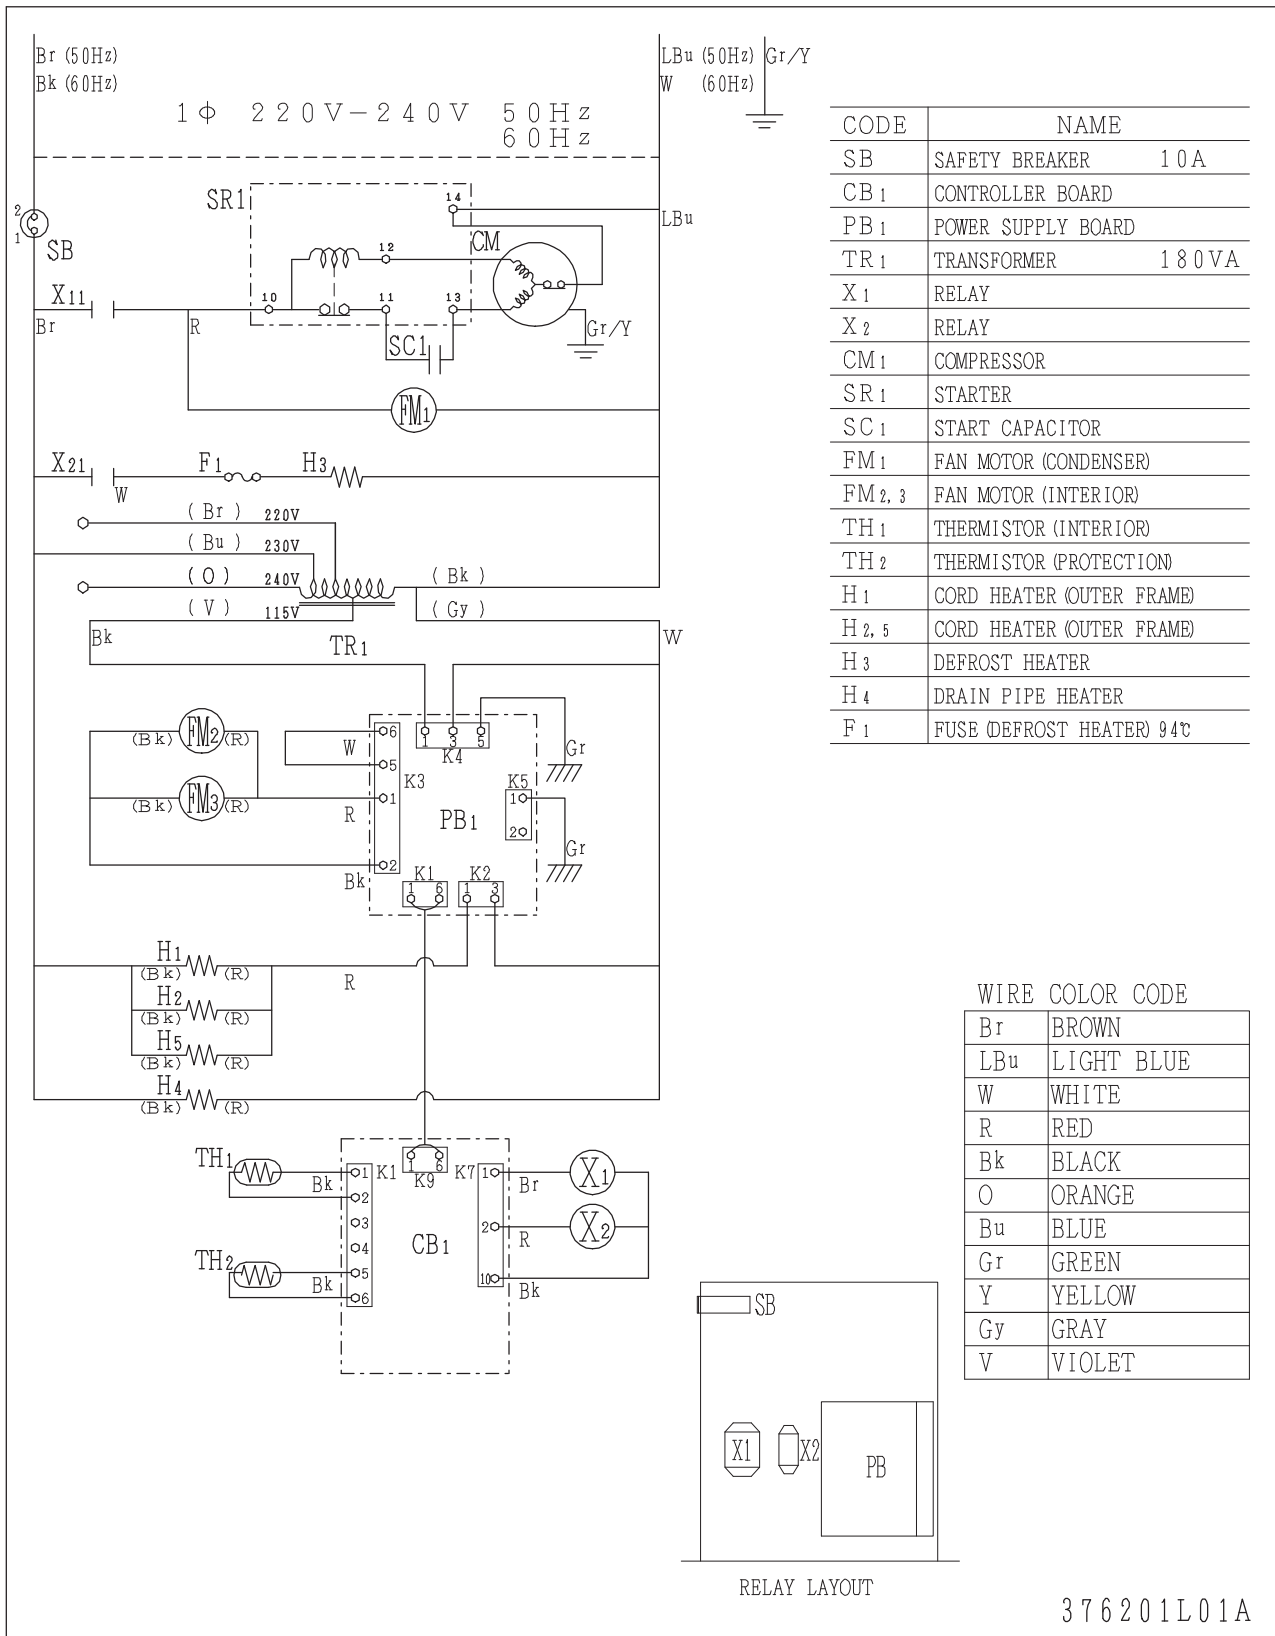 Br (50Hz)
Bk (60Hz)
LBu (50Hz)
W (60Hz)
Gr/Y
1φ 220V-240V 50Hz
60Hz
SR1
14
LBu
2
1
SB
CM
12
X11
10
11
13
Br
R
SC1
Gr/Y
FM1
X21
F1
H3
W
(Br) 220V
(Bu) 230V
(O) 240V
(Bk)
(V) 115V
(Gy)
Bk
TR1
W
(Bk) FM2 (R)
(Bk) FM3 (R)
W
6
5
K3
1
R
2
Bk
1 3 5
K4
Gr
K5
1
2
Gr
PB1
K1
1 6
K2
1 3
H1
(Bk) (R)
R
H2
(Bk) (R)
H5
(Bk) (R)
H4
(Bk) (R)
TH1
Bk
1 K1
2
3
4
5
6
TH2
Bk
1 6
K9
K7
1
Br
X1
2
R
X2
10
Bk
CB1
CODE NAME
SB SAFETY BREAKER 10A
CB1 CONTROLLER BOARD
PB1 POWER SUPPLY BOARD
TR1 TRANSFORMER 180VA
X1 RELAY
X2 RELAY
CM1 COMPRESSOR
SR1 STARTER
SC1 START CAPACITOR
FM1 FAN MOTOR (CONDENSER)
FM2, 3 FAN MOTOR (INTERIOR)
TH1 THERMISTOR (INTERIOR)
TH2 THERMISTOR (PROTECTION)
H1 CORD HEATER (OUTER FRAME)
H2, 5 CORD HEATER (OUTER FRAME)
H3 DEFROST HEATER
H4 DRAIN PIPE HEATER
F1 FUSE (DEFROST HEATER) 94℃
WIRE COLOR CODE
Br BROWN
LBu LIGHT BLUE
W WHITE
R RED
Bk BLACK
O ORANGE
Bu BLUE
Gr GREEN
Y YELLOW
Gy GRAY
V VIOLET
SB
X1
X2
PB
RELAY LAYOUT
376201L01A